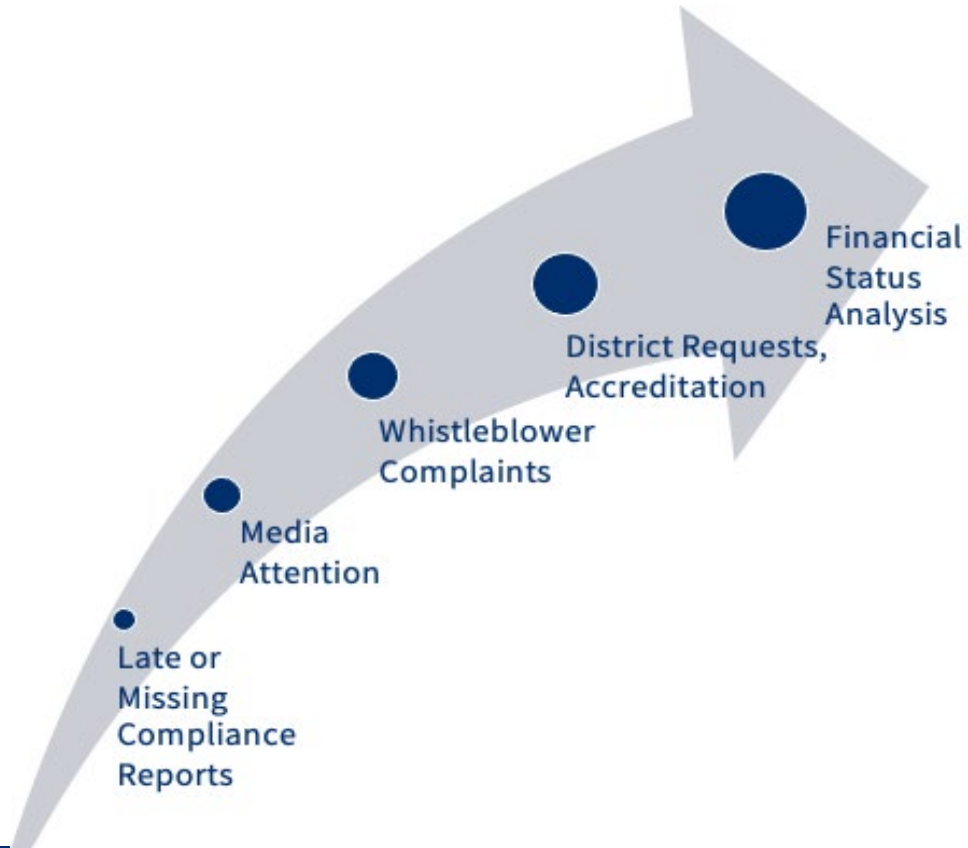 Financial
Status
Analysis
District Requests,
Accreditation
Whistleblower
Complaints
Media
Attention
Late or
Missing
Compliance
Reports